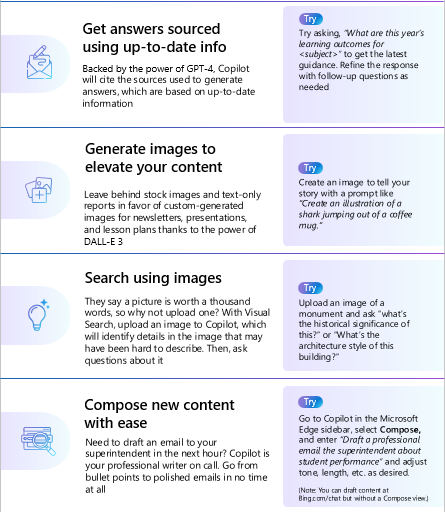 Get answers sourced
using up-to-date info
Backed by the power of GPT-4, Copilot
will cite the sources used to generate
answers, which are based on up-to-date
information
Try
Try asking, “What are this year’s
learning outcomes for
<subject>” to get the latest
guidance. Refine the response
with follow-up questions as
needed
Generate images to
elevate your content
Leave behind stock images and text-only
reports in favor of custom-generated
images for newsletters, presentations,
and lesson plans thanks to the power of
DALL-E 3
Try
Create an image to tell your
story with a prompt like
“Create an illustration of a
shark jumping out of a coffee
mug.”
Search using images
They say a picture is worth a thousand
words, so why not upload one? With Visual
Search, upload an image to Copilot, which
will identify details in the image that may
have been hard to describe. Then, ask
questions about it
Try
Upload an image of a
monument and ask “what’s
the historical significance of
this?” or “What’s the
architecture style of this
building?”
Compose new content
with ease
Need to draft an email to your
superintendent in the next hour? Copilot is
your professional writer on call. Go from
bullet points to polished emails in no time
at all
Try
Go to Copilot in the Microsoft
Edge sidebar, select Compose,
and enter “Draft a professional
email the superintendent about
student performance” and adjust
tone, length, etc. as desired.
(Note: You can draft content at
Bing.com/chat but without a Compose view.)